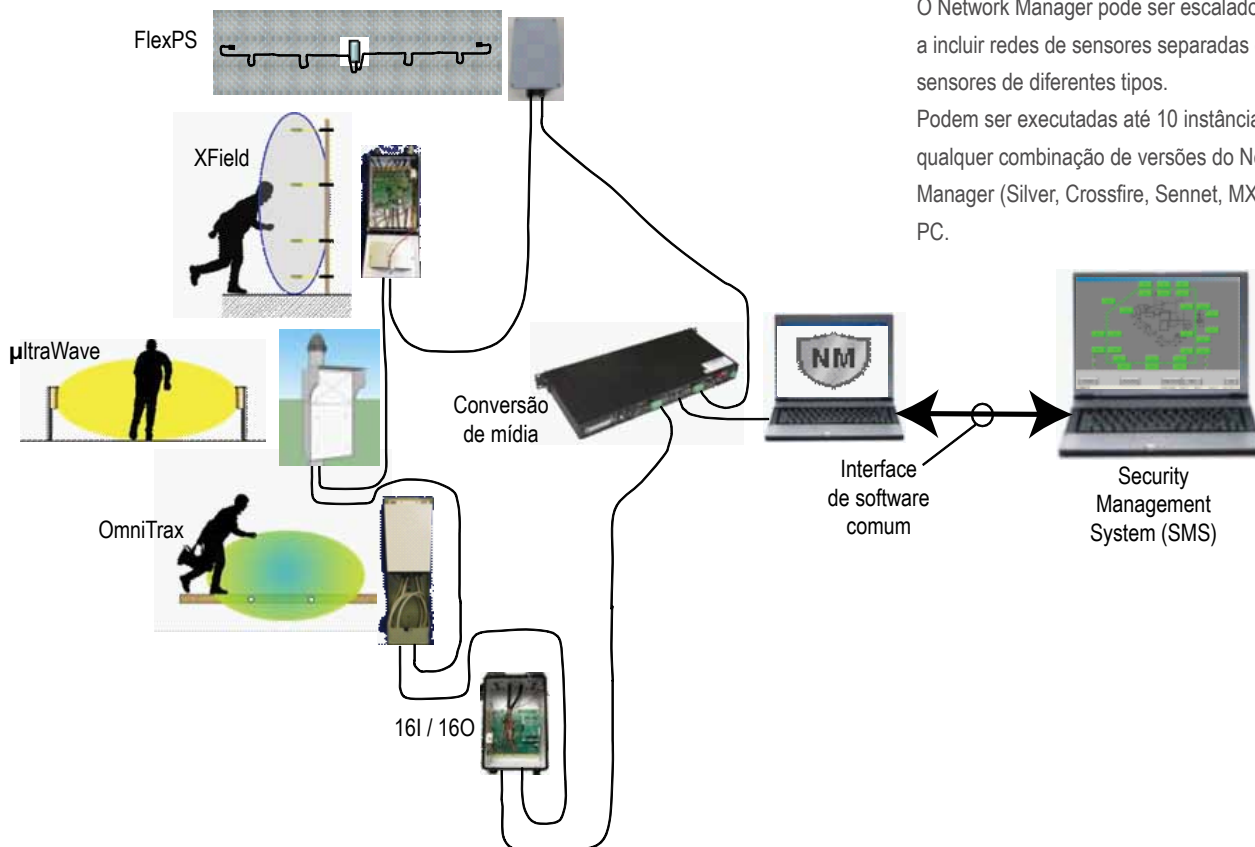 O Network Manager pode ser escalado
a incluir redes de sensores separadas
sensores de diferentes tipos.
Podem ser executadas até 10
qualquer combinação de versões do
Manager (Silver, Crossfire, Sennet,
PC.
FlexPS
XField
µltraWave
OmniTrax
16I / 16O
Conversão
de mídia
NM
Interface
de software
comum
Security
Management
System (SMS)